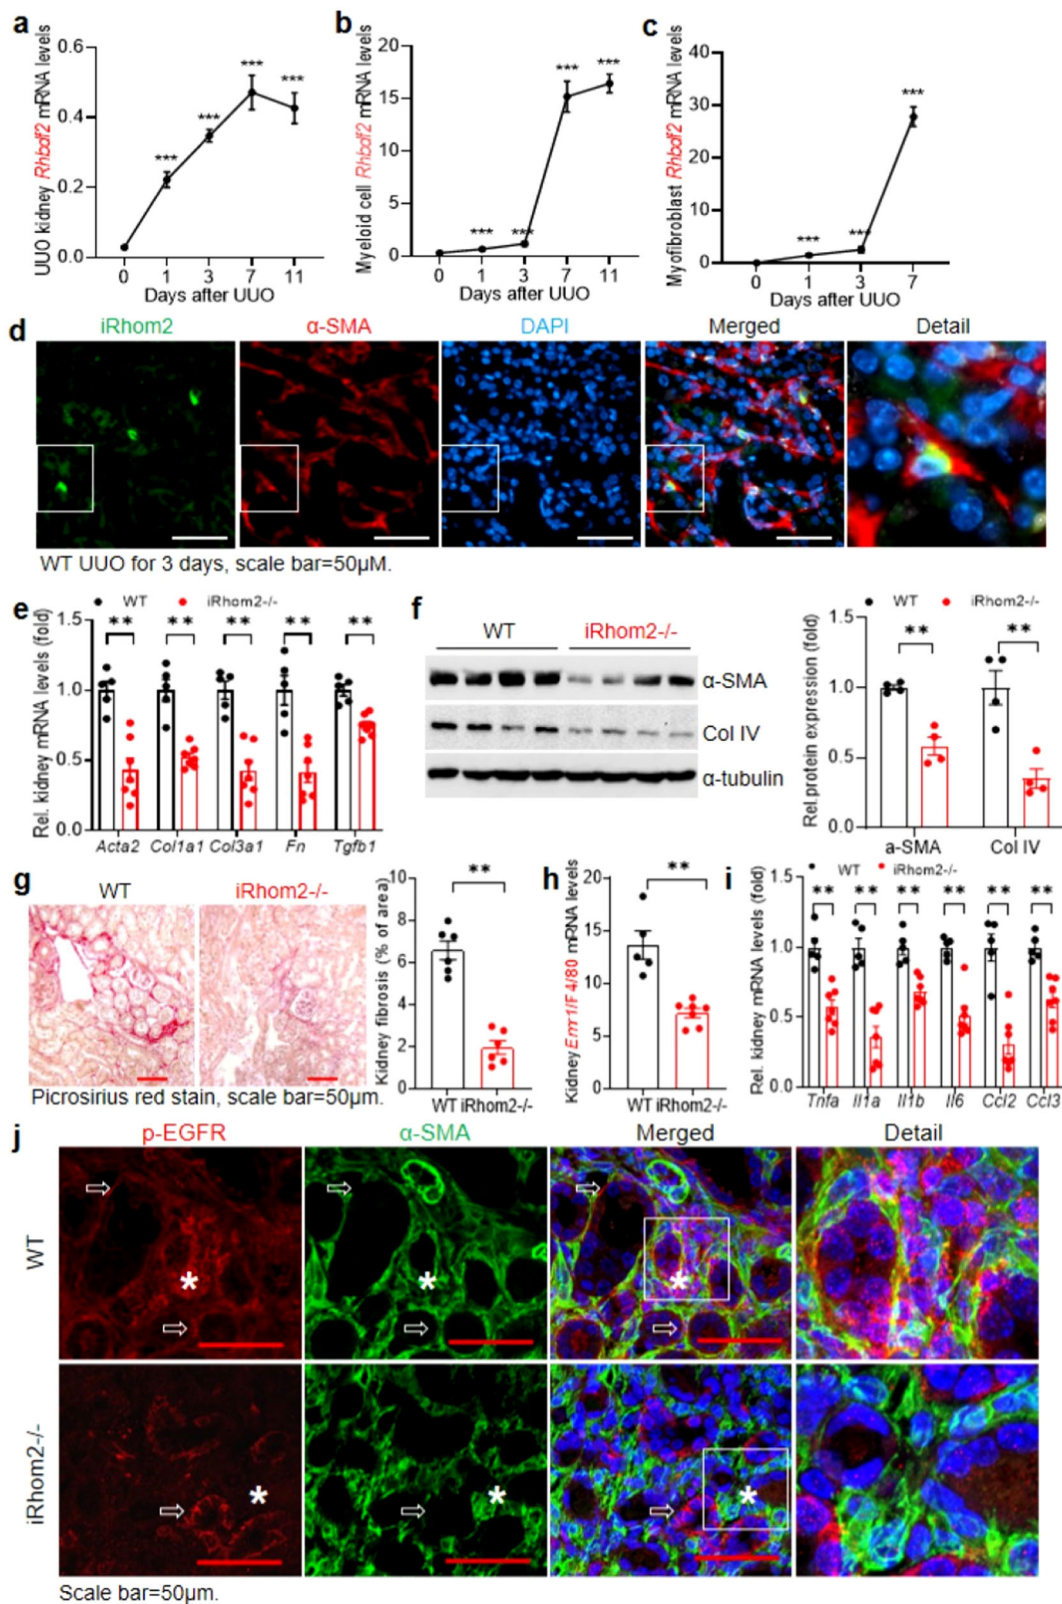 a
UUO kidney Rhbdf2 mRNA levels
0.6
0.4
0.2
0.0
***
***
***
***
0 1 3 7 11
Days after UUO
b
Myeloid cell Rhbdf2 mRNA levels
20
15
10
5
0
***
***
***
***
0 1 3 7 11
Days after UUO
c
Myofibroblast Rhbdf2 mRNA levels
40
30
20
10
0
***
***
***
0 1 3 7
Days after UUO
d
iRhom2 α-SMA DAPI Merged Detail
WT UUO for 3 days, scale bar=50µM.
e
WT iRhom2-/-
Rel. kidney mRNA levels (fold)
1.5
1.0
0.5
0.0
** ** ** ** **
Acta2 Col1a1 Col3a1 Fn Tgfb1
f
WT iRhom2-/-
α-SMA
Col IV
α-tubulin
WT iRhom2-/-
Rel.protein expression (fold)
1.5
1.0
0.5
0.0
** **
a-SMA Col IV
g
WT iRhom2-/-
Picrosirius red stain, scale bar=50µm.
Kidney fibrosis (% of area)
10
8
6
4
2
0
**
WT iRhom2-/-
h
Kidney Emr1/F4/80 mRNA levels
20
15
10
5
0
**
WT iRhom2-/-
i
WT iRhom2-/-
Rel. kidney mRNA levels (fold)
1.5
1.0
0.5
0.0
** ** ** ** ** **
Tnfa Il1a Il1b Il6 Ccl2 Ccl3
j
p-EGFR α-SMA Merged Detail
WT
* * *
iRhom2-/-
* * *
Scale bar=50µm.